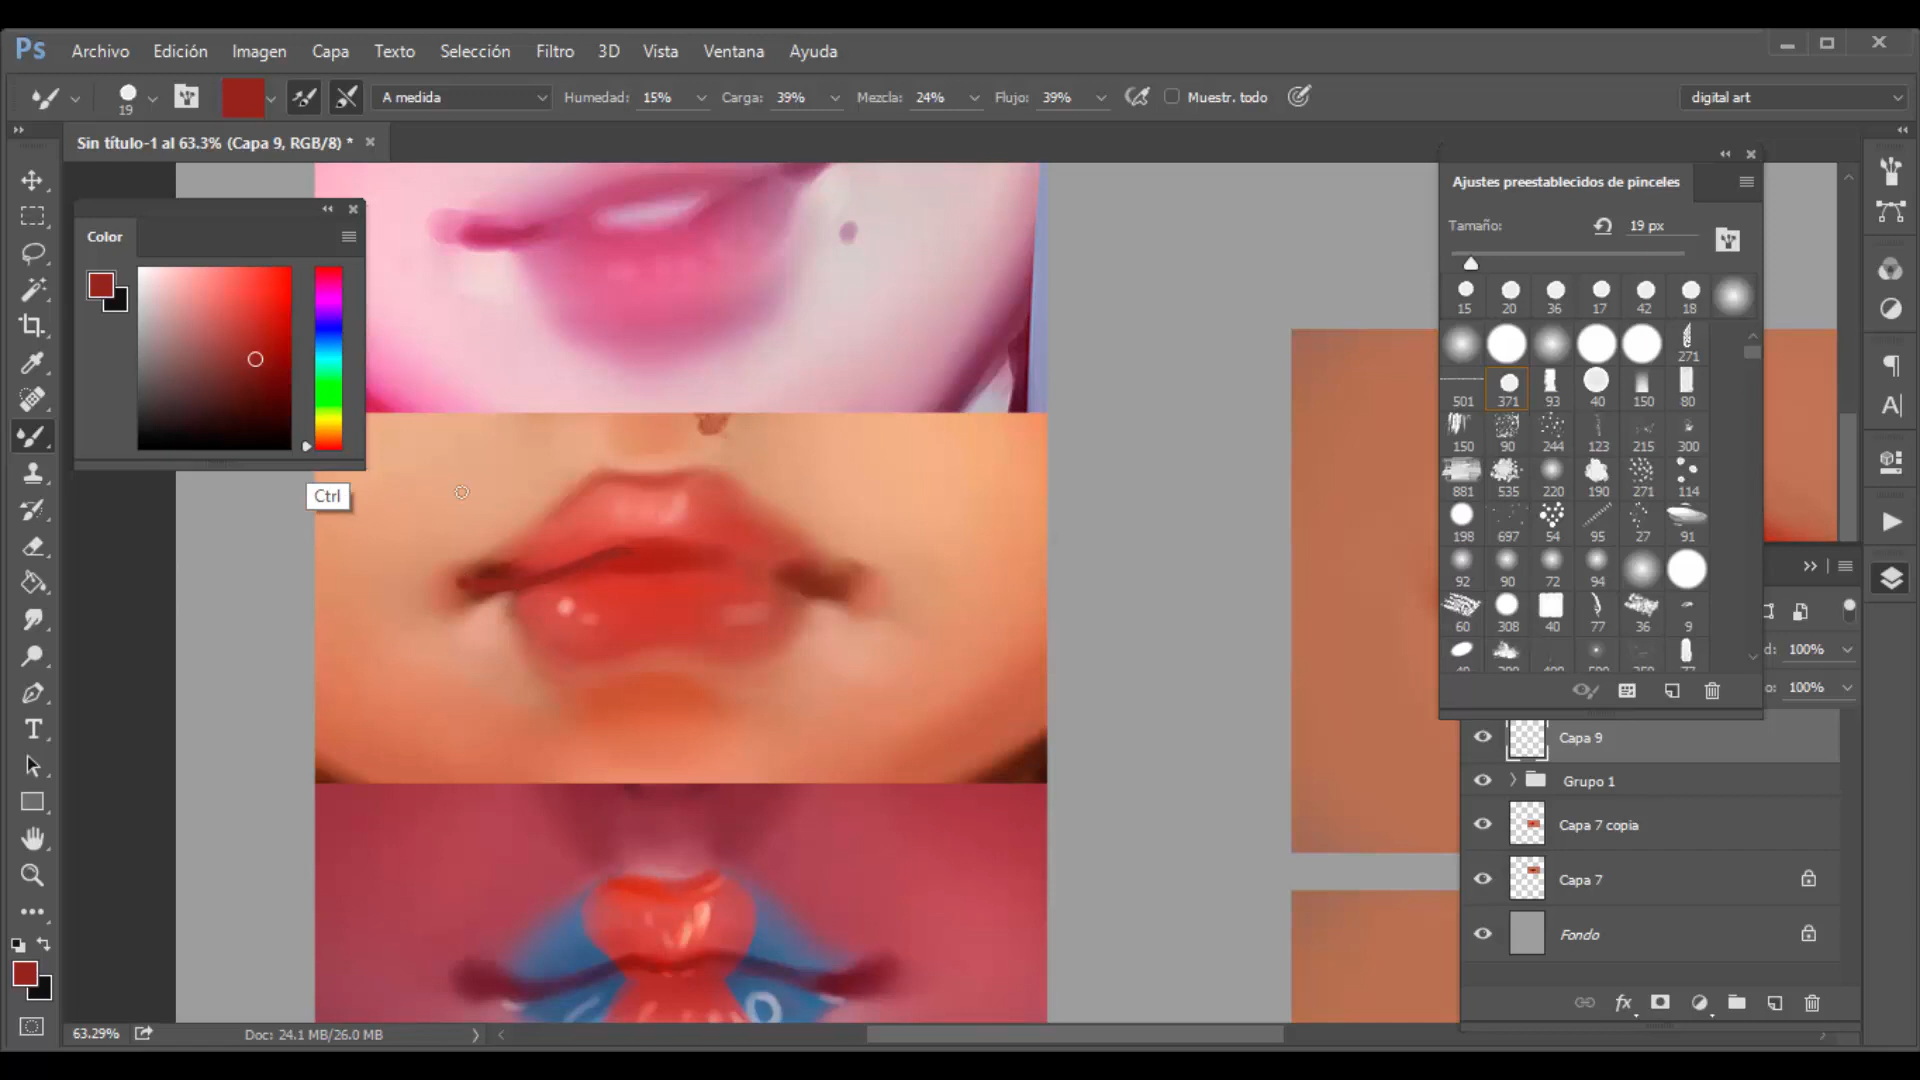 Ps Archivo Edición Imagen Capa Texto Selección Filtro 3D Vista Ventana Ayuda
19 A medida Humedad: 15% Carga: 39% Mezcla: 24% Flujo: 39% Muestr. todo digital art
Sin título-1 al 63.3% (Capa 9, RGB/8) *
Color
Ctrl
Ajustes preestablecidos de pinceles
Tamaño: 19 px
15 20 36 17 42 18
271
501 371 93 40 150 80
150 90 244 123 215 300
881 535 220 190 271 114
198 697 54 95 27 91
92 90 72 94
60 308 40 77 36 9
d: 100%
o: 100%
Capa 9
Grupo 1
Capa 7 copia
Capa 7
Fondo
fx
63.29% Doc: 24.1 MB/26.0 MB